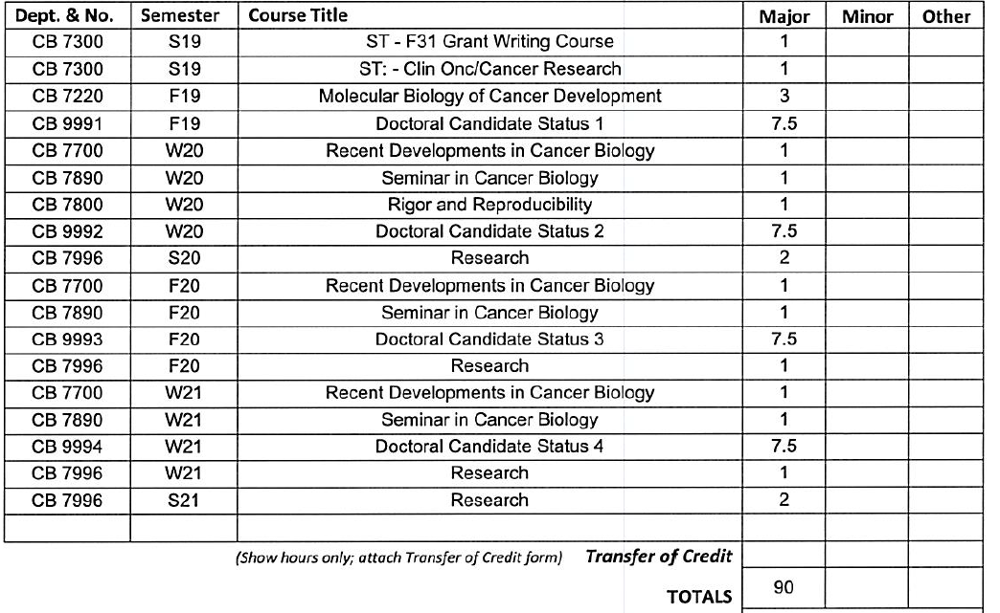 Dept. & No. Semester Course Title Major Minor Other
CB 7300 S19 ST - F31 Grant Writing Course 1
CB 7300 S19 ST: - Clin Onc/Cancer Research 1
CB 7220 F19 Molecular Biology of Cancer Development 3
CB 9991 F19 Doctoral Candidate Status 1 7.5
CB 7700 W20 Recent Developments in Cancer Biology 1
CB 7890 W20 Seminar in Cancer Biology 1
CB 7800 W20 Rigor and Reproducibility 1
CB 9992 W20 Doctoral Candidate Status 2 7.5
CB 7996 S20 Research 2
CB 7700 F20 Recent Developments in Cancer Biology 1
CB 7890 F20 Seminar in Cancer Biology 1
CB 9993 F20 Doctoral Candidate Status 3 7.5
CB 7996 F20 Research 1
CB 7700 W21 Recent Developments in Cancer Biology 1
CB 7890 W21 Seminar in Cancer Biology 1
CB 9994 W21 Doctoral Candidate Status 4 7.5
CB 7996 W21 Research 1
CB 7996 S21 Research 2
(Show hours only; attach Transfer of Credit form) Transfer of Credit
TOTALS 90